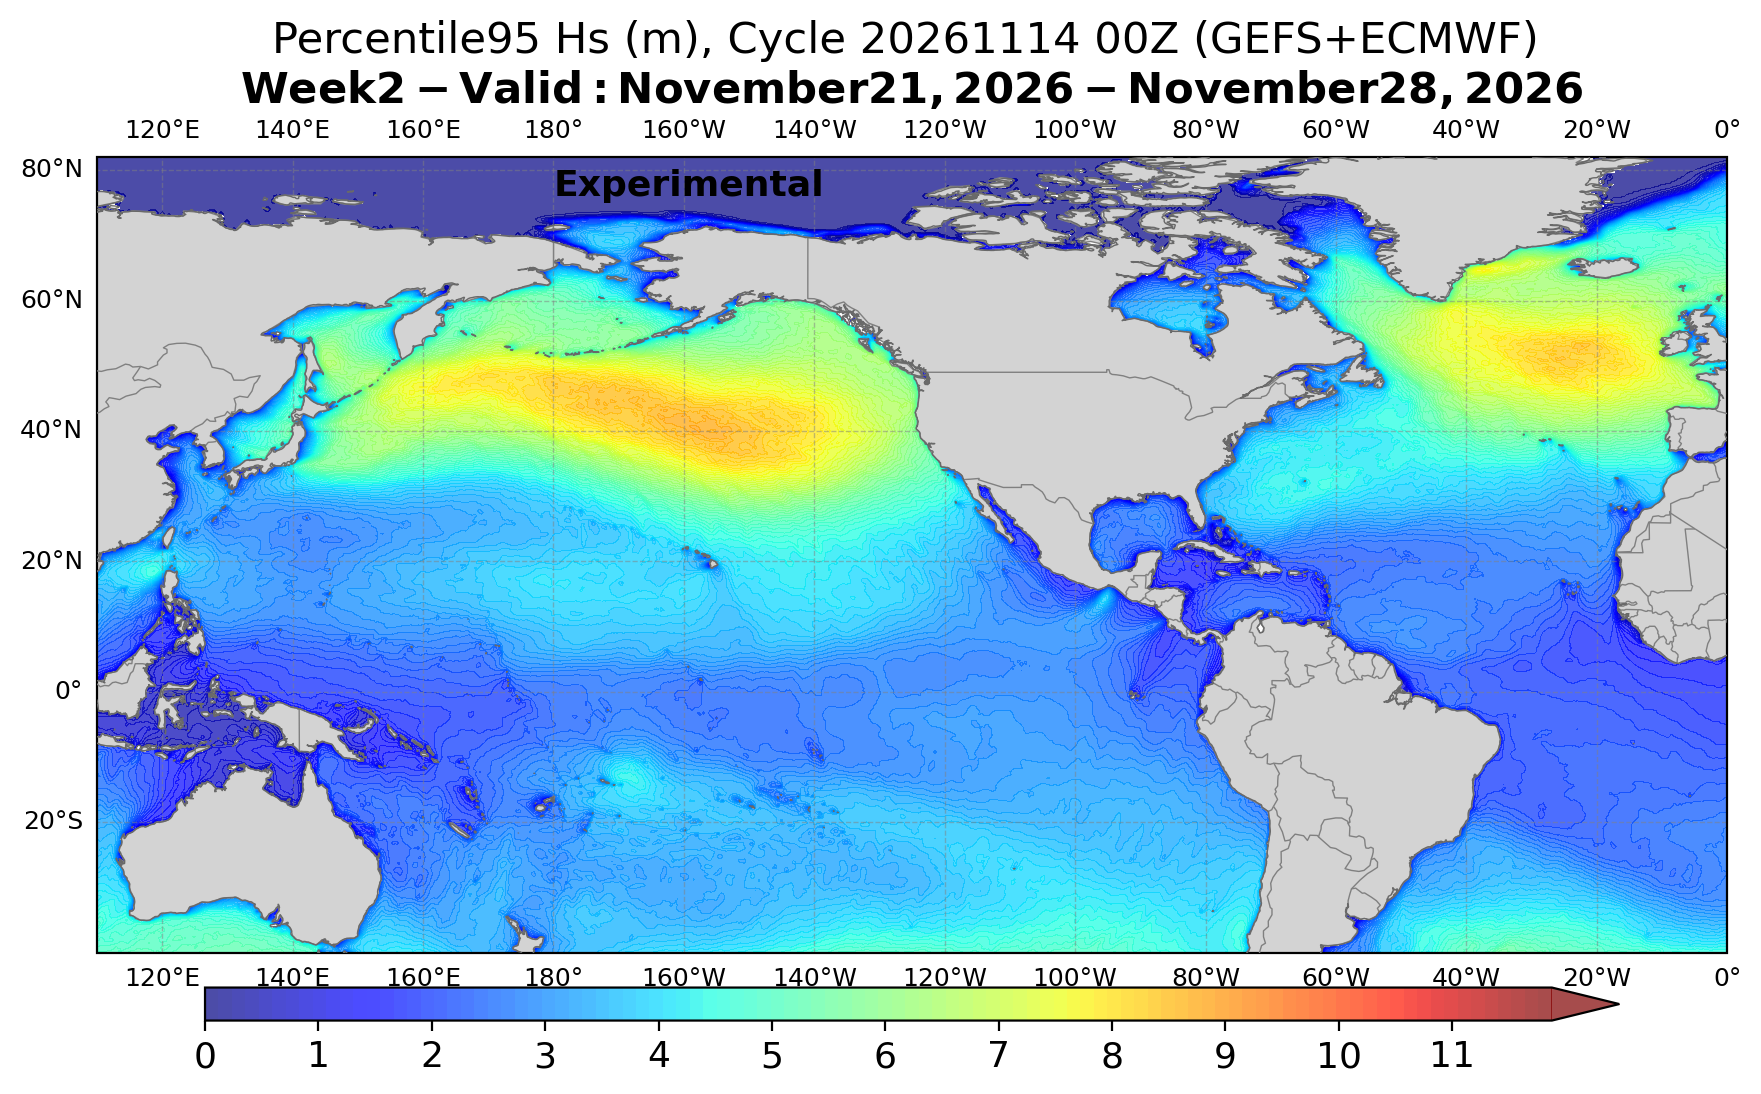 Percentile95 Hs (m), Cycle 20261114 00Z (GEFS+ECMWF)
Week2 − Valid : November21, 2026 − November28, 2026
120°E 140°E 160°E 180° 160°W 140°W 120°W 100°W 80°W 60°W 40°W 20°W 0°
80°N
Experimental
60°N
40°N
20°N
0°
20°S
120°E 140°E 160°E 180° 160°W 140°W 120°W 100°W 80°W 60°W 40°W 20°W 0°
0 1 2 3 4 5 6 7 8 9 10 11